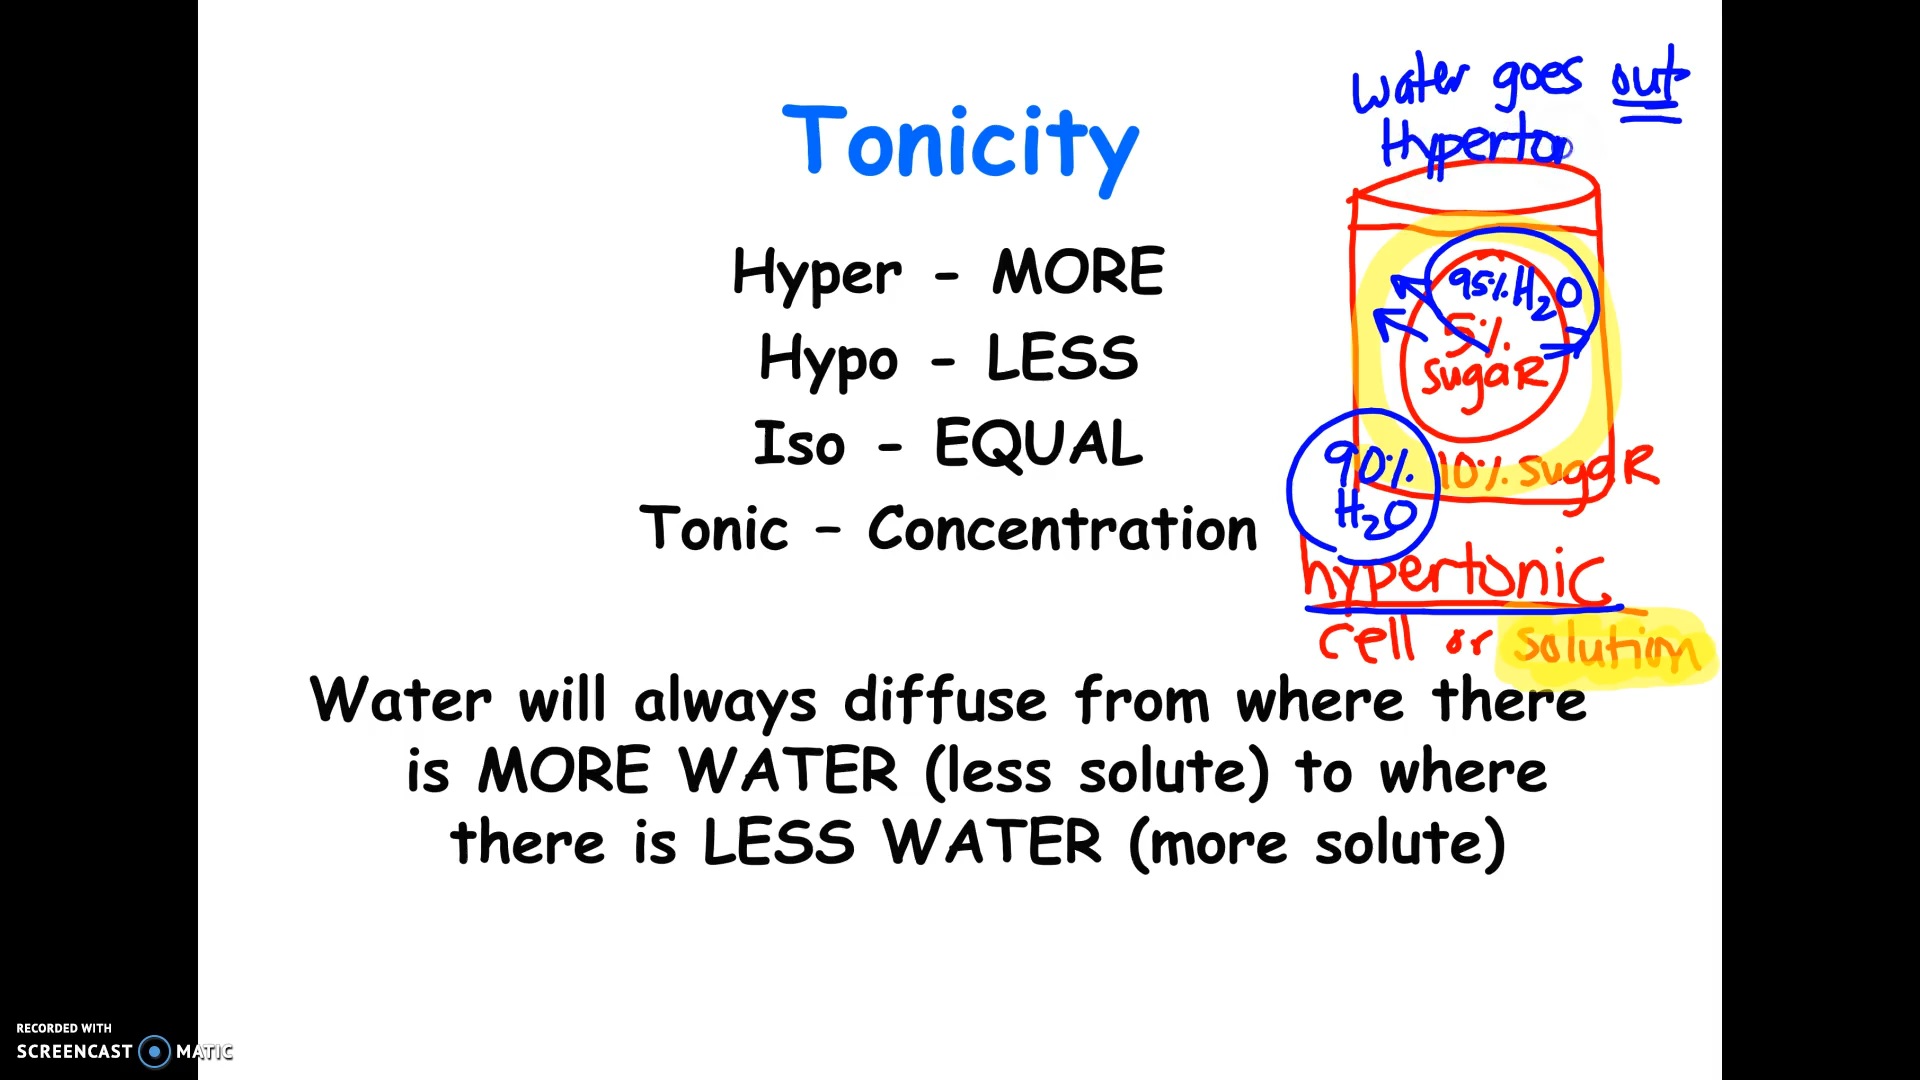 Tonicity
Hyper - MORE
Hypo - LESS
Iso - EQUAL
Tonic – Concentration
Water will always diffuse from where there
is MORE WATER (less solute) to where
there is LESS WATER (more solute)
water goes out
Hyperton
95% H₂O
5%
sugaR
90%
H₂O
10% sugaR
hypertonic
cell or solution
RECORDED WITH
SCREENCAST MATIC